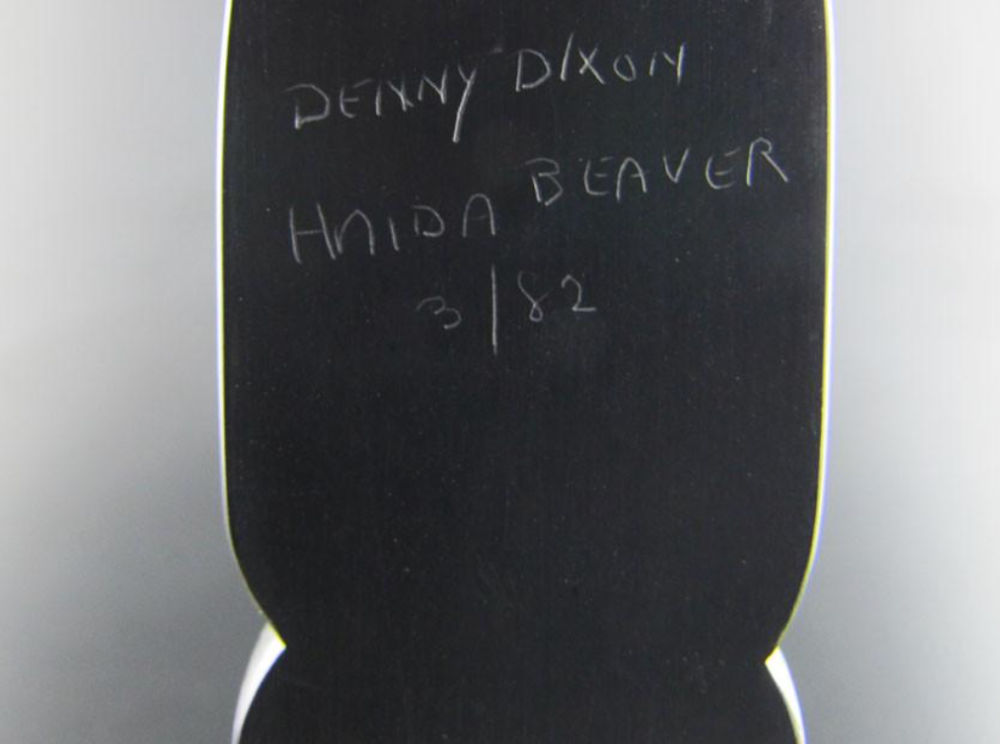 DENNY DIXON
HAIDA BEAVER
3/82